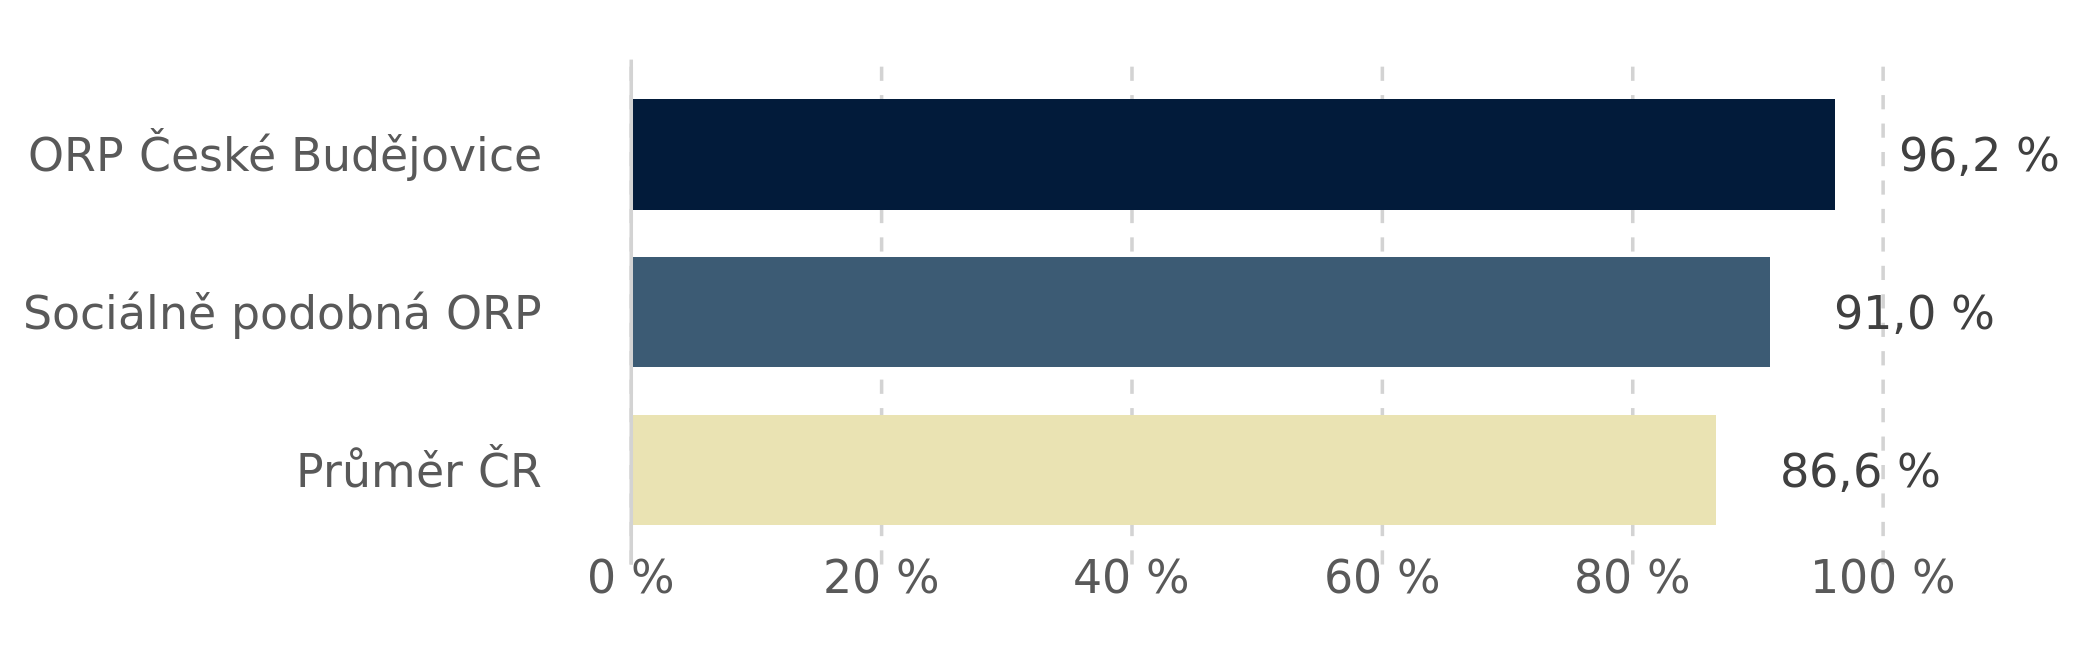 ORP České Budějovice 96,2 %
Sociálně podobná ORP 91,0 %
Průměr ČR 86,6 %
0 % 20 % 40 % 60 % 80 % 100 %